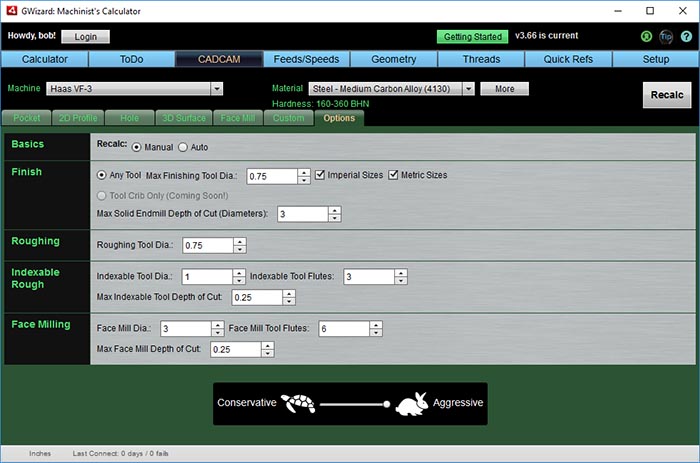 GWizard: Machinist's Calculator
Howdy, bob! Login Getting Started v3.66 is current Tip ?
Calculator ToDo CADCAM Feeds/Speeds Geometry Threads Quick Refs Setup
Machine Haas VF-3 Material Steel - Medium Carbon Alloy (4130) More Recalc
Hardness: 160-360 BHN
Pocket 2D Profile Hole 3D Surface Face Mill Custom Options
Basics Recalc: Manual Auto
Finish Any Tool Max Finishing Tool Dia.: 0.75 Imperial Sizes Metric Sizes
Tool Crib Only (Coming Soon!)
Max Solid Endmill Depth of Cut (Diameters): 3
Roughing Roughing Tool Dia.: 0.75
Indexable Rough Indexable Tool Dia.: 1 Indexable Tool Flutes: 3
Max Indexable Tool Depth of Cut: 0.25
Face Milling Face Mill Dia.: 3 Face Mill Tool Flutes: 6
Max Face Mill Depth of Cut: 0.25
Conservative Aggressive
Inches Last Connect: 0 days / 0 fails